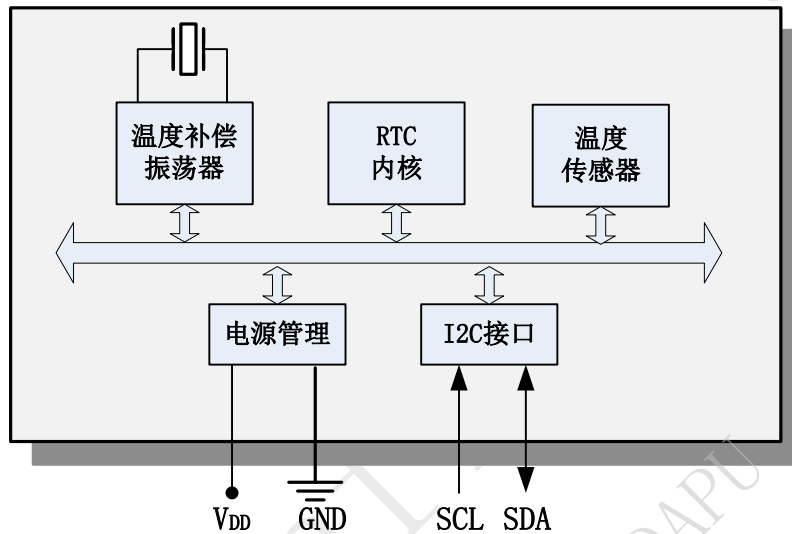 温度补偿
振荡器
RTC
内核
温度
传感器
电源管理
I2C接口
VDD
GND
SCL
SDA
DAPU